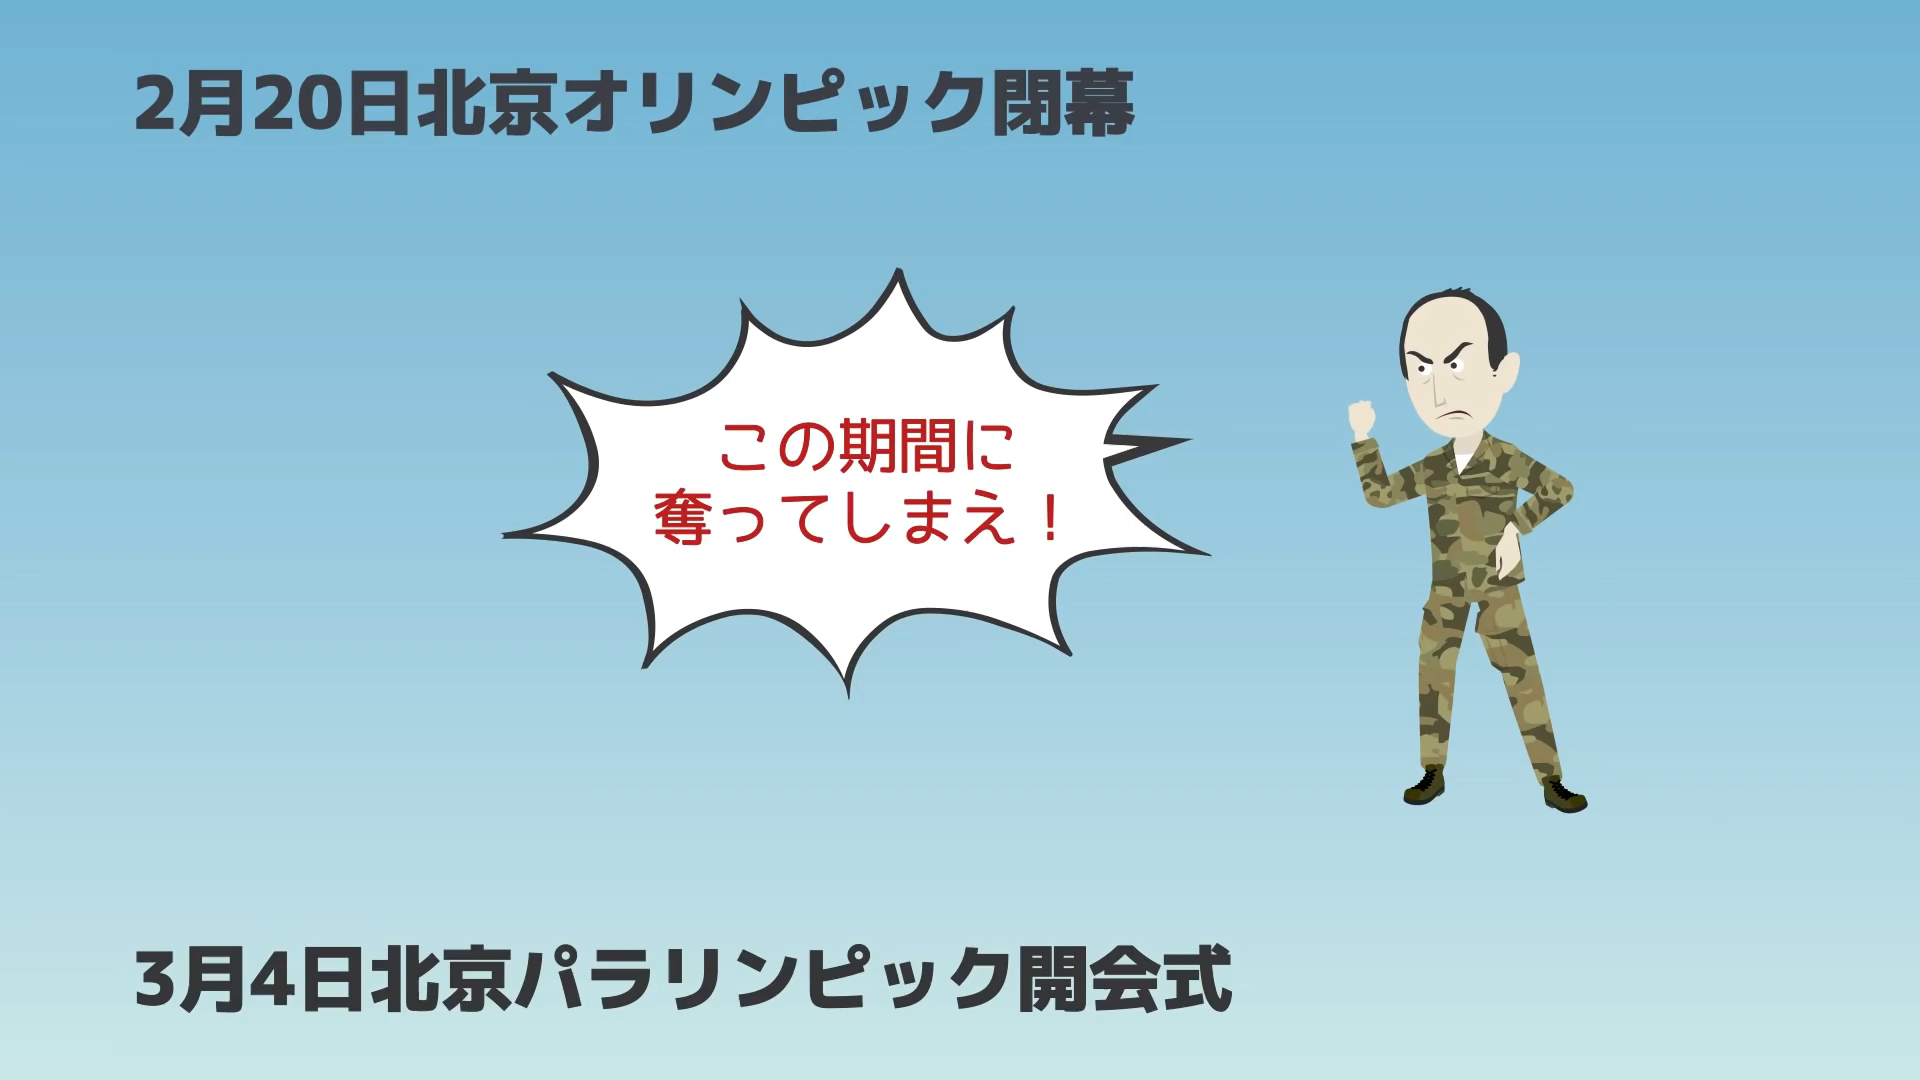 2月20日北京オリンピック閉幕
この期間に
奪ってしまえ！
3月4日北京パラリンピック開会式